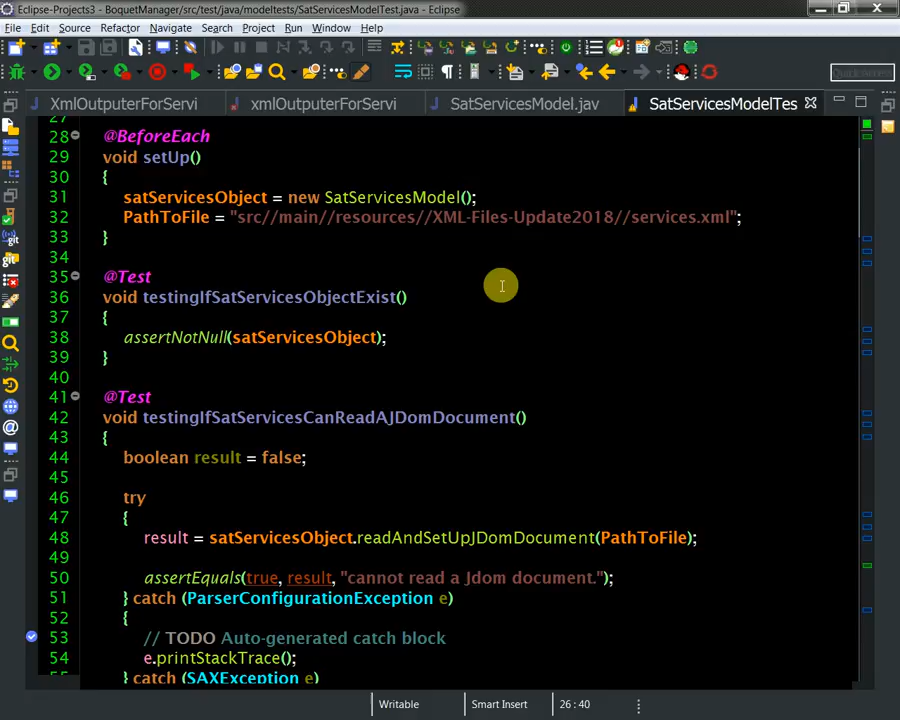 Eclipse-Projects3 - BoquetManager/src/test/java/modeltests/SatServicesModelTest.java - Eclipse
File Edit Source Refactor Navigate Search Project Run Window Help
Quick Access
XmlOutputerForServi xmlOutputerForServi SatServicesModel.jav SatServicesModelTes
27
28 @BeforeEach
29 void setUp()
30 {
31 satServicesObject = new SatServicesModel();
32 PathToFile = "src//main//resources//XML-Files-Update2018//services.xml";
33 }
34
35 @Test
36 void testingIfSatServicesObjectExist()
37 {
38 assertNotNull(satServicesObject);
39 }
40
41 @Test
42 void testingIfSatServicesCanReadAJDomDocument()
43 {
44 boolean result = false;
45
46 try
47 {
48 result = satServicesObject.readAndSetUpJDomDocument(PathToFile);
49
50 assertEquals(true, result, "cannot read a Jdom document.");
51 } catch (ParserConfigurationException e)
52 {
53 // TODO Auto-generated catch block
54 e.printStackTrace();
55 } catch (SAXException e)
Writable Smart Insert 26 : 40